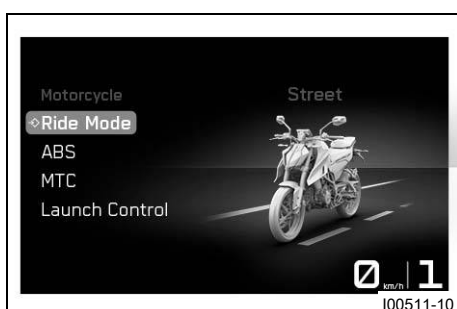 Motorcycle
Street
Ride Mode
ABS
MTC
Launch Control
0 km/h 1
I00511-10